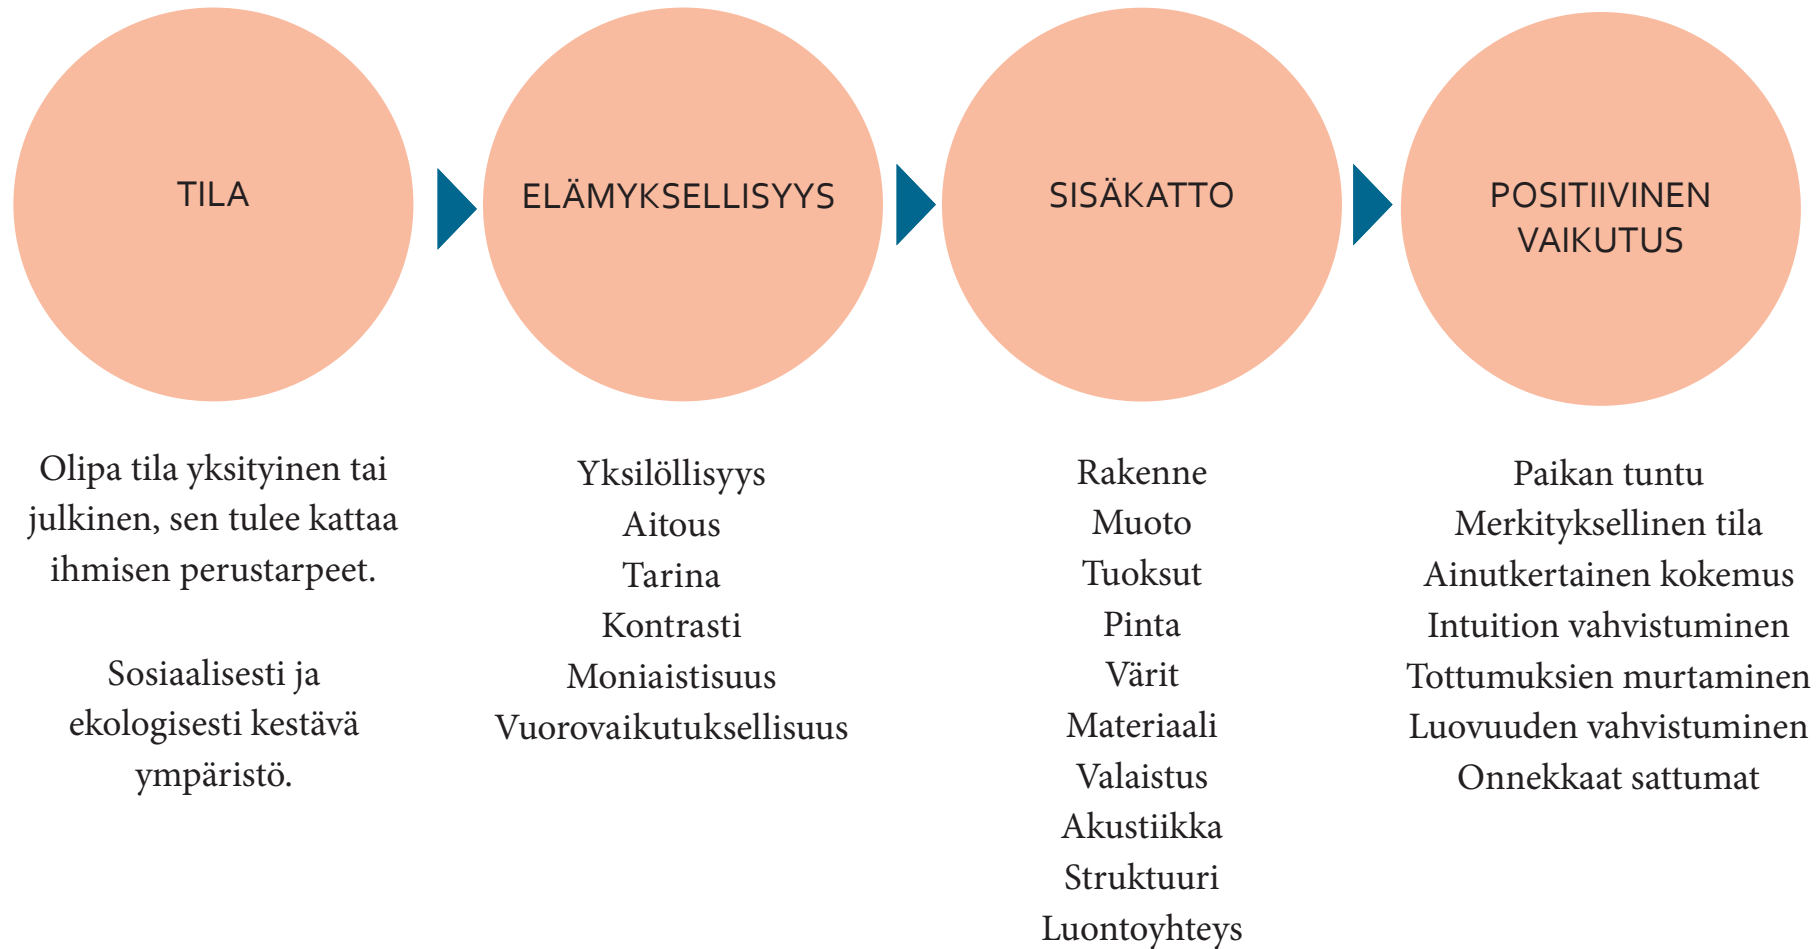 TILA
Olipa tila yksityinen tai
julkinen, sen tulee kattaa
ihmisen perustarpeet.
Sosiaalisesti ja
ekologisesti kestävä
ympäristö.
ELÄMYKSELLISYYS
Yksilöllisyys
Aitous
Tarina
Kontrasti
Moniaistisuus
Vuorovaikutuksellisuus
SISÄKATTO
Rakenne
Muoto
Tuoksut
Pinta
Värit
Materiaali
Valaistus
Akustiikka
Struktuuri
Luontoyhteys
POSITIIVINEN
VAIKUTUS
Paikan tuntu
Merkityksellinen tila
Ainutkertainen kokemus
Intuition vahvistuminen
Tottumuksien murtaminen
Luovuuden vahvistuminen
Onnekkaat sattumat